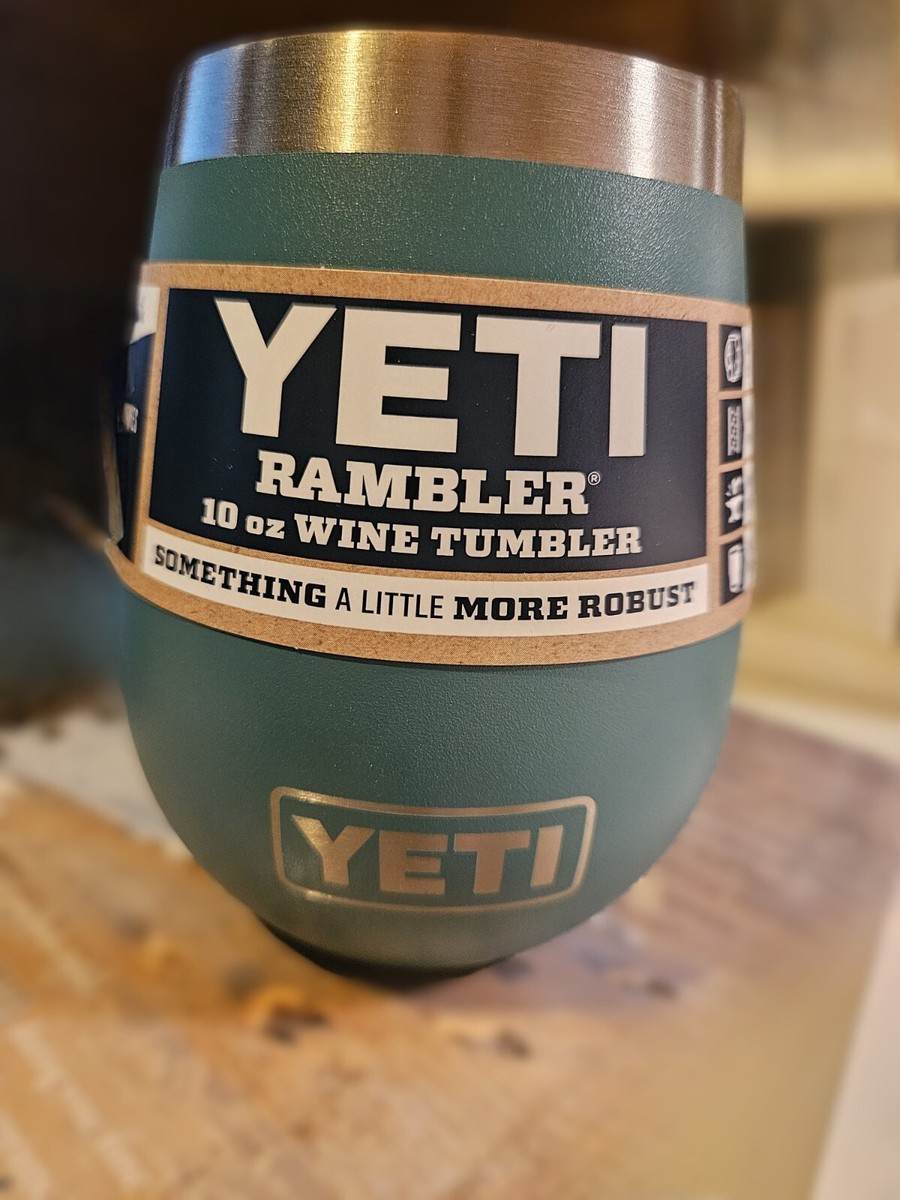 YETI
RAMBLER®
10 oz WINE TUMBLER
SOMETHING A LITTLE MORE ROBUST
YETI